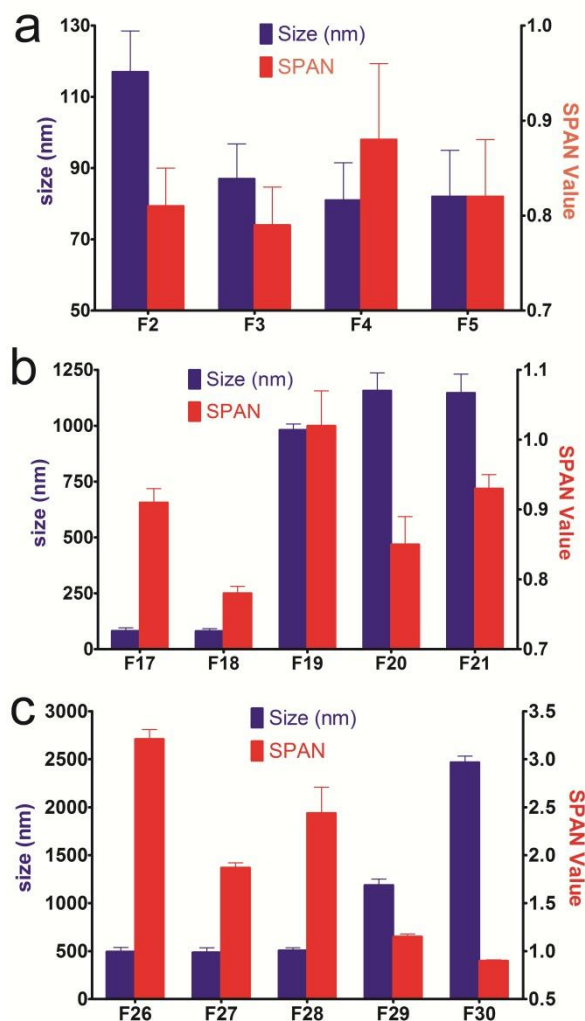 a
Size (nm)
SPAN
size (nm)
130
110
90
70
50
SPAN Value
1.0
0.9
0.8
0.7
F2 F3 F4 F5
b
Size (nm)
SPAN
size (nm)
1250
1000
750
500
250
0
SPAN Value
1.1
1.0
0.9
0.8
0.7
F17 F18 F19 F20 F21
c
Size (nm)
SPAN
size (nm)
3000
2500
2000
1500
1000
500
0
SPAN Value
3.5
3.0
2.5
2.0
1.5
1.0
0.5
F26 F27 F28 F29 F30